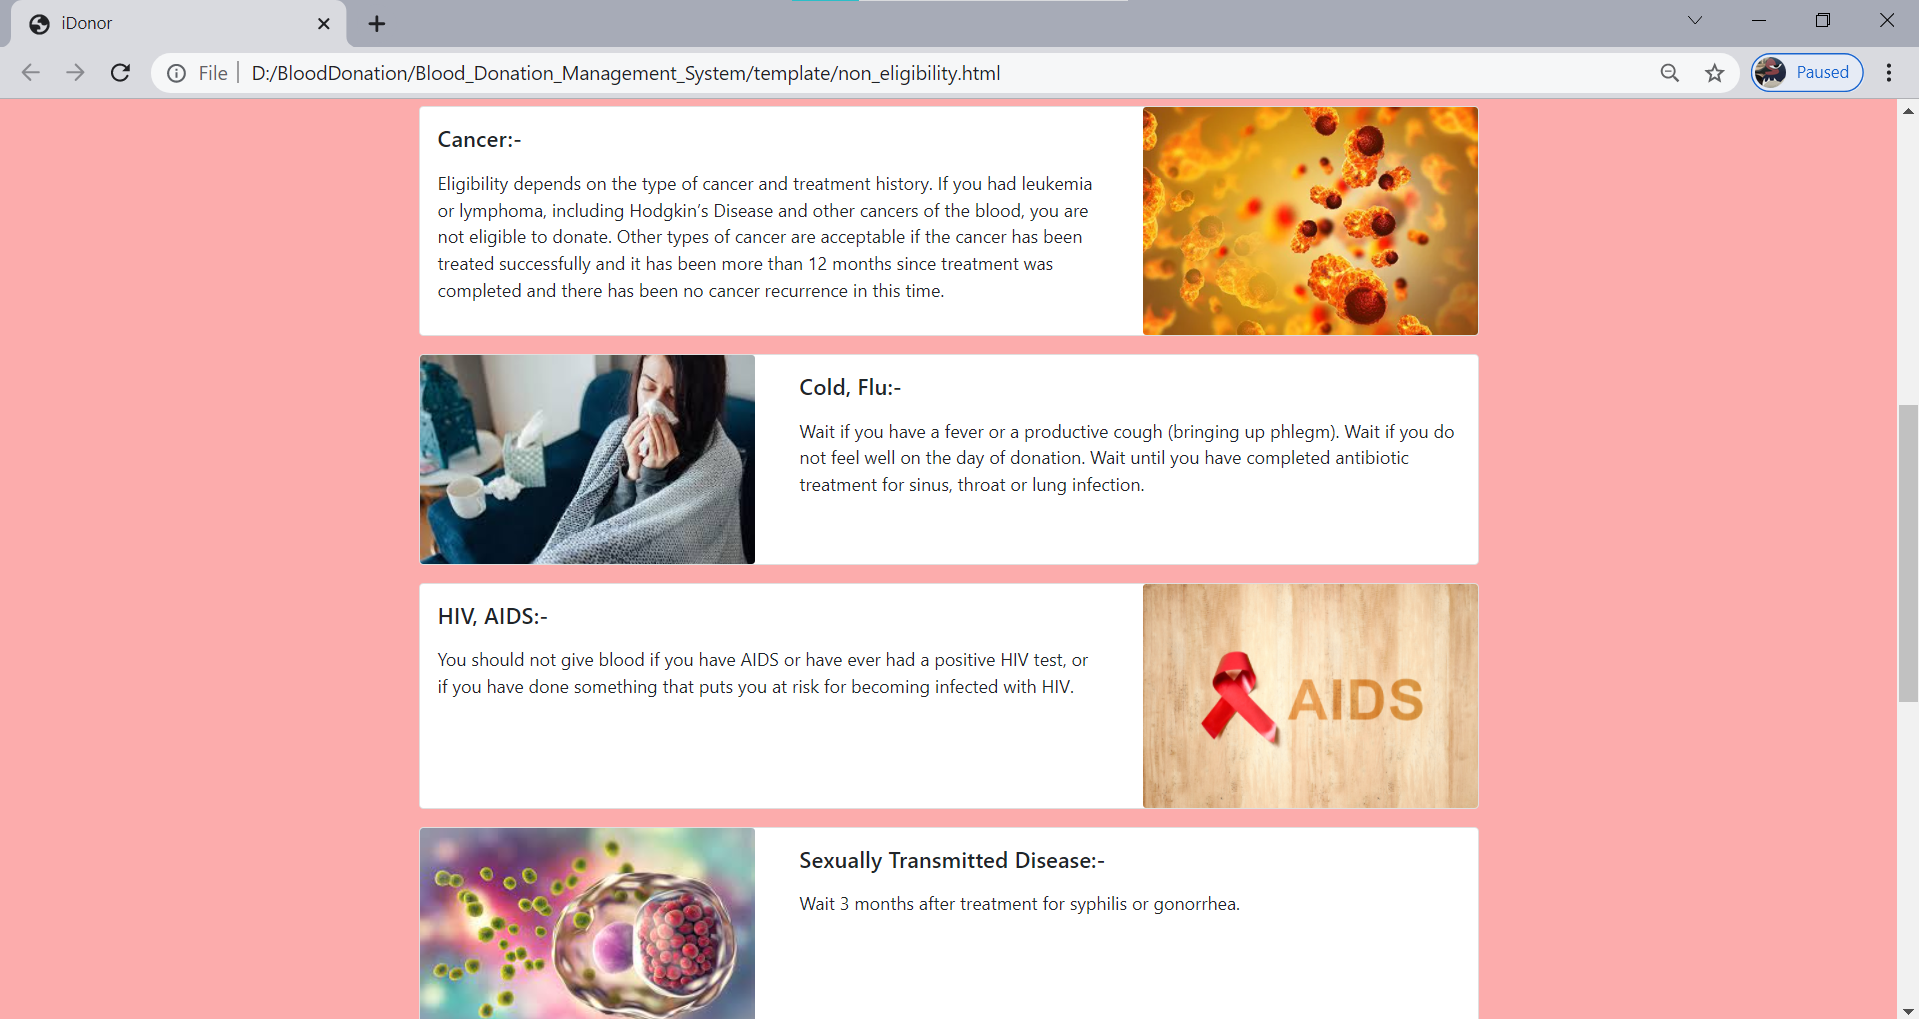 iDonor
File
D:/BloodDonation/Blood_Donation_Management_System/template/non_eligibility.html
Paused
Cancer:-
Eligibility depends on the type of cancer and treatment history. If you had leukemia
or lymphoma, including Hodgkin’s Disease and other cancers of the blood, you are
not eligible to donate. Other types of cancer are acceptable if the cancer has been
treated successfully and it has been more than 12 months since treatment was
completed and there has been no cancer recurrence in this time.
Cold, Flu:-
Wait if you have a fever or a productive cough (bringing up phlegm). Wait if you do
not feel well on the day of donation. Wait until you have completed antibiotic
treatment for sinus, throat or lung infection.
HIV, AIDS:-
You should not give blood if you have AIDS or have ever had a positive HIV test, or
if you have done something that puts you at risk for becoming infected with HIV.
AIDS
Sexually Transmitted Disease:-
Wait 3 months after treatment for syphilis or gonorrhea.